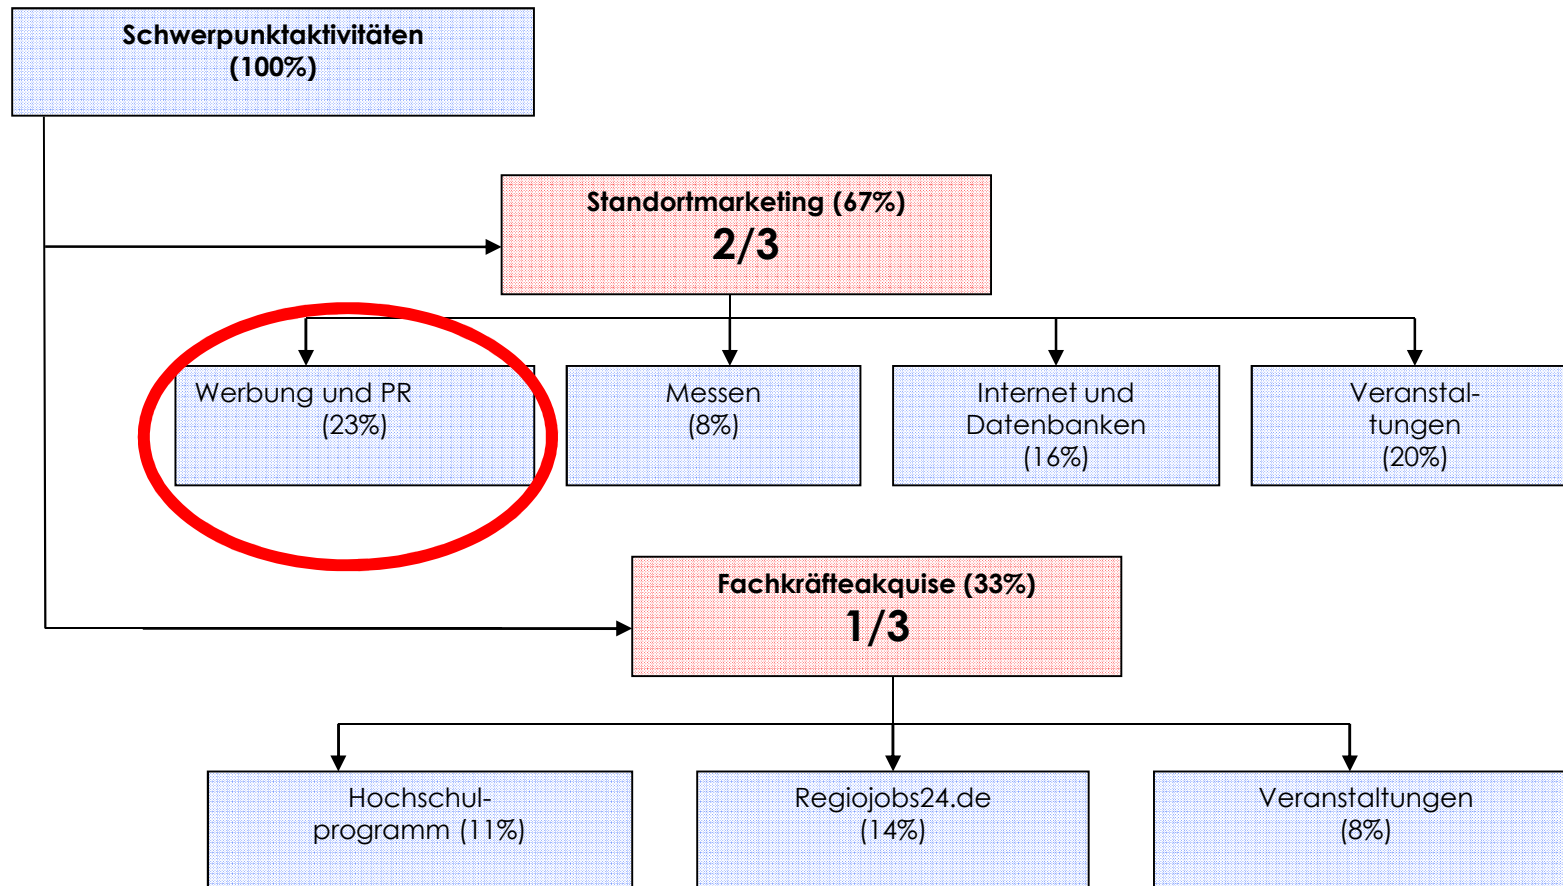 Schwerpunktaktivitäten
(100%)
Standortmarketing (67%)
2/3
Werbung und PR
(23%)
Messen
(8%)
Internet und
Datenbanken
(16%)
Veranstal-
tungen
(20%)
Fachkräfteakquise (33%)
1/3
Hochschul-
programm (11%)
Regiojobs24.de
(14%)
Veranstaltungen
(8%)